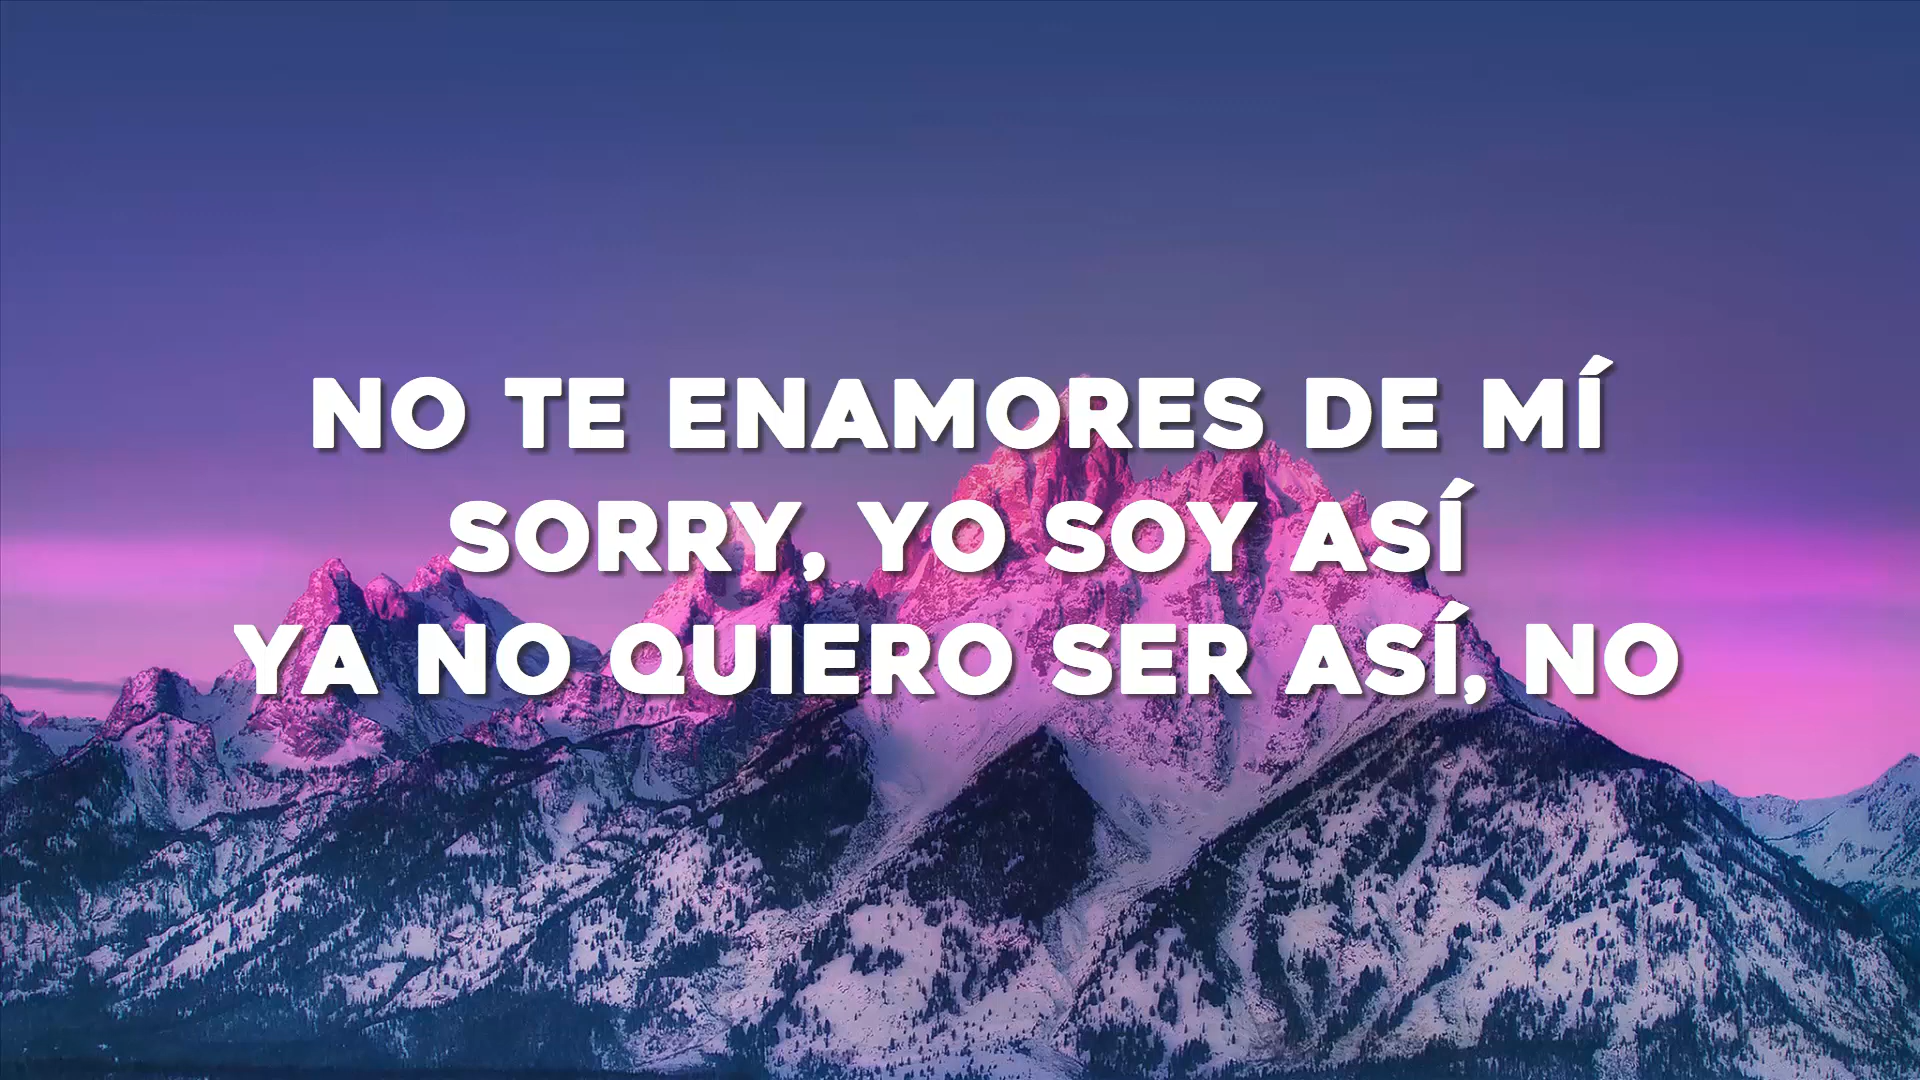 NO TE ENAMORES DE MÍ
SORRY, YO SOY ASÍ
YA NO QUIERO SER ASÍ, NO